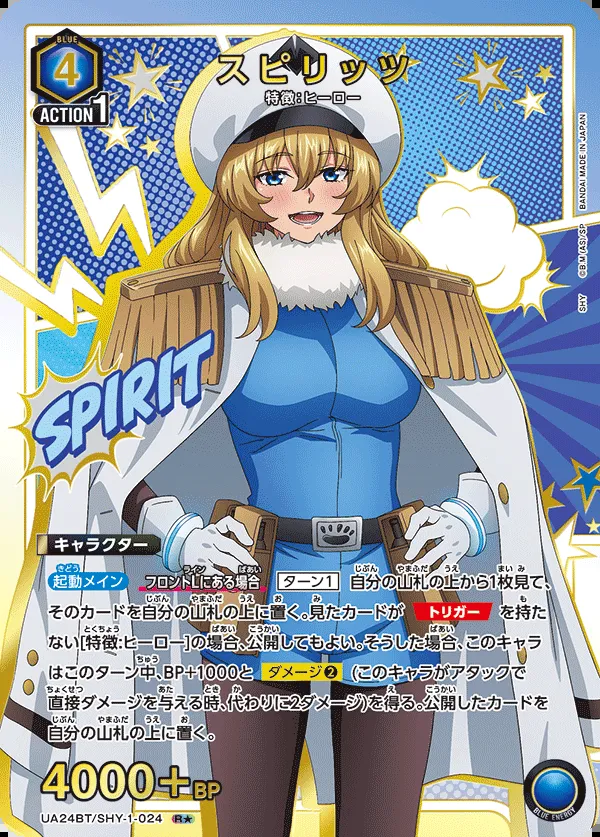 BLUE
4
ACTION 1
スピリッツ
特徴:ヒーロー
SHY ©B.M(AS)/SP BANDAI MADE IN JAPAN
SPIRIT
キャラクター
起動メイン フロントLにある場合 ターン1 自分の山札の上から1枚見て、
そのカードを自分の山札の上に置く。見たカードが トリガー を持た
ない[特徴:ヒーロー]の場合、公開してもよい。そうした場合、このキャラ
はこのターン中、BP+1000と ダメージ❷ (このキャラがアタックで
直接ダメージを与える時、代わりに2ダメージ)を得る。公開したカードを
自分の山札の上に置く。
4000+BP
UA24BT/SHY-1-024 R★
BLUE ENERGY